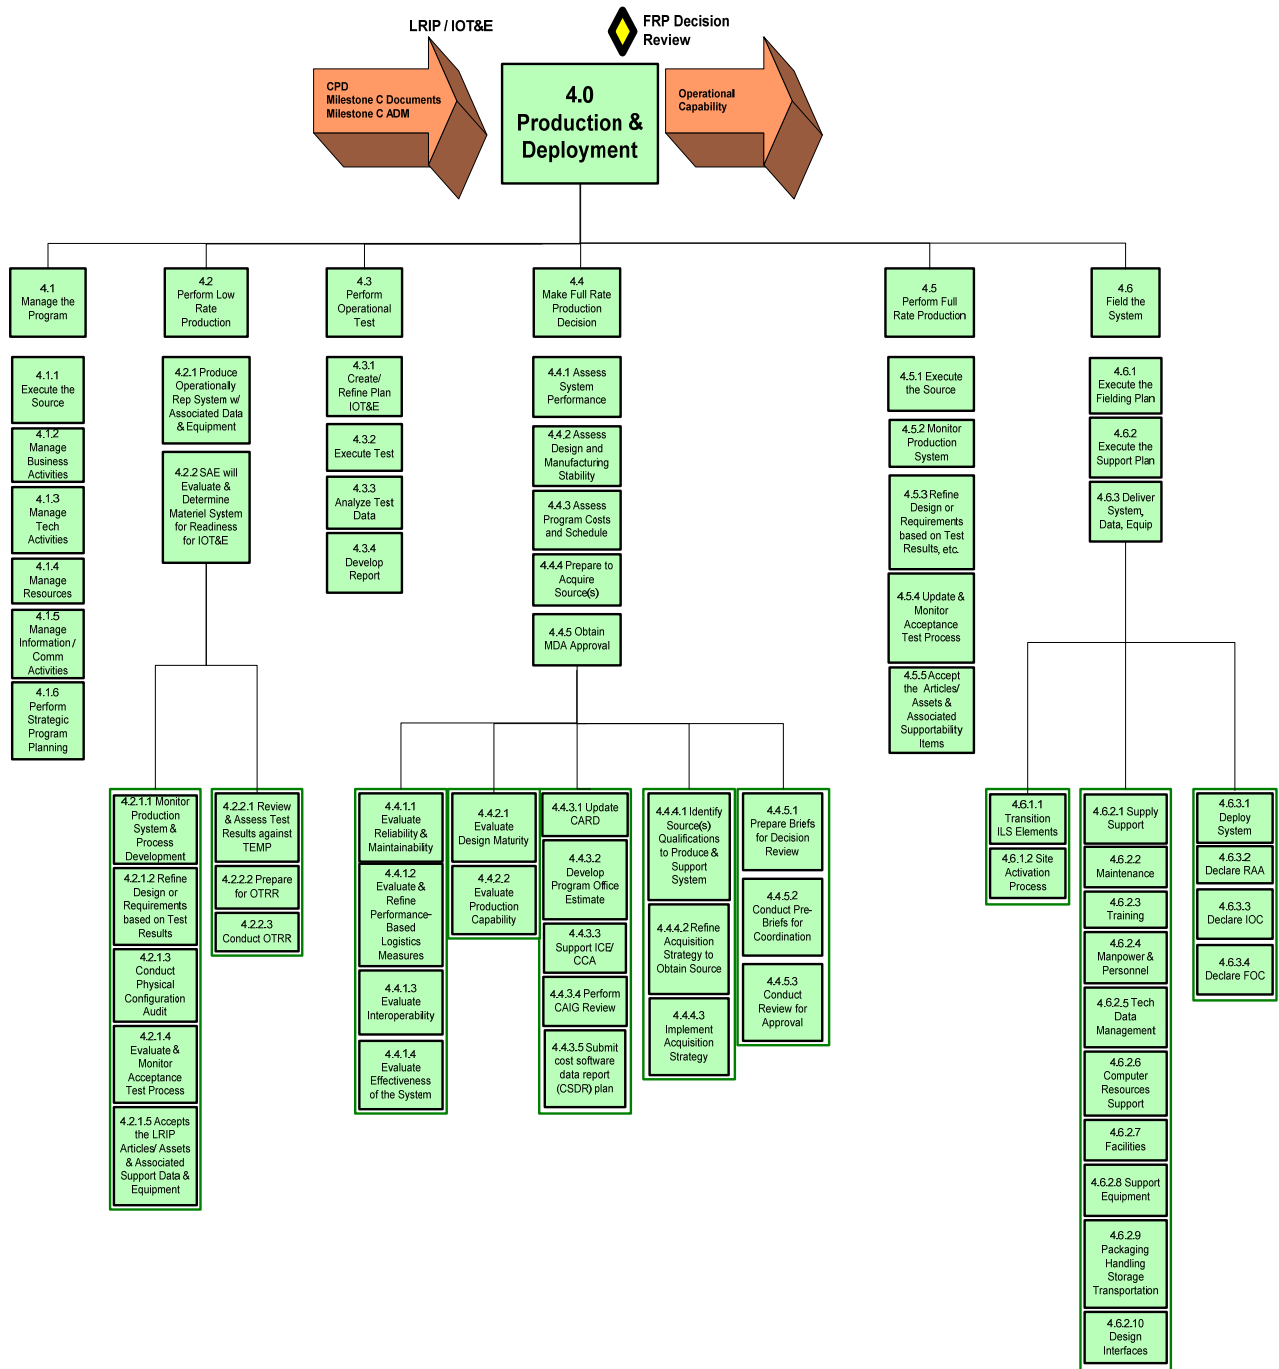 LRIP / IOT&E
FRP Decision
Review
CPD
Milestone C Documents
Milestone C ADM
4.0
Production &
Deployment
Operational
Capability
4.1
Manage the
Program
4.2
Perform Low
Rate
Production
4.3
Perform
Operational
Test
4.4
Make Full Rate
Production
Decision
4.5
Perform Full
Rate Production
4.6
Field the
System
4.1.1
Execute the
Source
4.1.2
Manage
Business
Activities
4.1.3
Manage
Tech
Activities
4.1.4
Manage
Resources
4.1.5
Manage
Information /
Comm
Activities
4.1.6
Perform
Strategic
Program
Planning
4.2.1 Produce
Operationally
Rep System w/
Associated Data
& Equipment
4.2.2 SAE will
Evaluate &
Determine
Materiel System
for Readiness
for IOT&E
4.3.1
Create/
Refine Plan
IOT&E
4.3.2
Execute Test
4.3.3
Analyze Test
Data
4.3.4
Develop
Report
4.4.1 Assess
System
Performance
4.4.2 Assess
Design and
Manufacturing
Stability
4.4.3 Assess
Program Costs
and Schedule
4.4.4 Prepare to
Acquire
Source(s)
4.4.5 Obtain
MDA Approval
4.5.1 Execute
the Source
4.5.2 Monitor
Production
System
4.5.3 Refine
Design or
Requirements
based on Test
Results, etc.
4.5.4 Update &
Monitor
Acceptance
Test Process
4.5.5 Accept
the Articles/
Assets &
Associated
Supportability
Items
4.6.1
Execute the
Fielding Plan
4.6.2
Execute the
Support Plan
4.6.3 Deliver
System,
Data, Equip
4.2.1.1 Monitor
Production
System &
Process
Development
4.2.1.2 Refine
Design or
Requirements
based on Test
Results
4.2.1.3
Conduct
Physical
Configuration
Audit
4.2.1.4
Evaluate &
Monitor
Acceptance
Test Process
4.2.1.5 Accepts
the LRIP
Articles/ Assets
& Associated
Support Data &
Equipment
4.2.2.1 Review
& Assess Test
Results against
TEMP
4.2.2.2 Prepare
for OTRR
4.2.2.3
Conduct OTRR
4.4.1.1
Evaluate
Reliability &
Maintainability
4.4.1.2
Evaluate &
Refine
Performance-
Based
Logistics
Measures
4.4.1.3
Evaluate
Interoperability
4.4.1.4
Evaluate
Effectiveness
of the System
4.4.2.1
Evaluate
Design Maturity
4.4.2.2
Evaluate
Production
Capability
4.4.3.1 Update
CARD
4.4.3.2
Develop
Program Office
Estimate
4.4.3.3
Support ICE/
CCA
4.4.3.4 Perform
CAIG Review
4.4.3.5 Submit
cost software
data report
(CSDR) plan
4.4.4.1 Identify
Source(s)
Qualifications
to Produce &
Support
System
4.4.4.2 Refine
Acquisition
Strategy to
Obtain Source
4.4.4.3
Implement
Acquisition
Strategy
4.4.5.1
Prepare Briefs
for Decision
Review
4.4.5.2
Conduct Pre-
Briefs for
Coordination
4.4.5.3
Conduct
Review for
Approval
4.6.1.1
Transition
ILS Elements
4.6.1.2 Site
Activation
Process
4.6.2.1 Supply
Support
4.6.2.2
Maintenance
4.6.2.3
Training
4.6.2.4
Manpower &
Personnel
4.6.2.5 Tech
Data
Management
4.6.2.6
Computer
Resources
Support
4.6.2.7
Facilities
4.6.2.8 Support
Equipment
4.6.2.9
Packaging
Handling
Storage
Transportation
4.6.2.10
Design
Interfaces
4.6.3.1
Deploy
System
4.6.3.2
Declare RAA
4.6.3.3
Declare IOC
4.6.3.4
Declare FOC